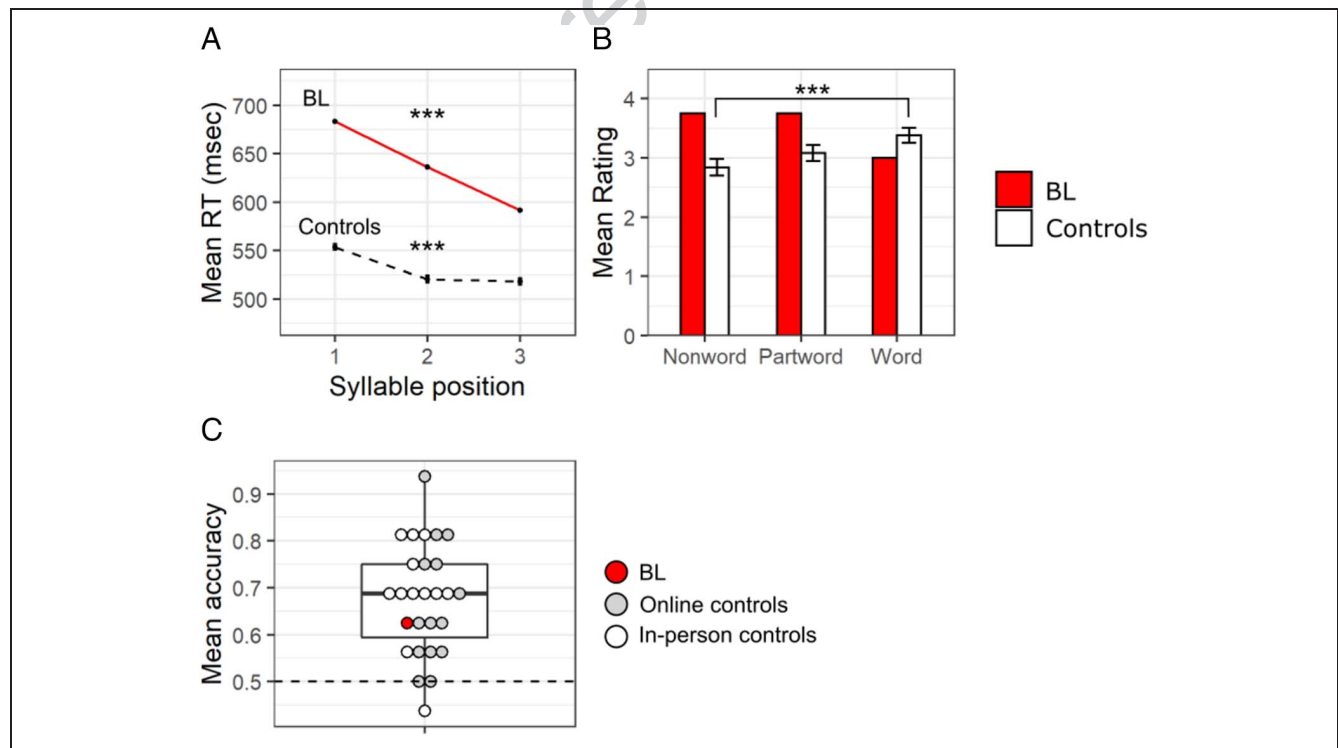 A
Mean RT (msec)
700
650
600
550
500
BL
***
Controls
***
1 2 3
Syllable position
B
Mean Rating
4
3
2
1
0
***
Nonword Partword Word
BL
Controls
C
Mean accuracy
0.9
0.8
0.7
0.6
0.5
BL
Online controls
In-person controls